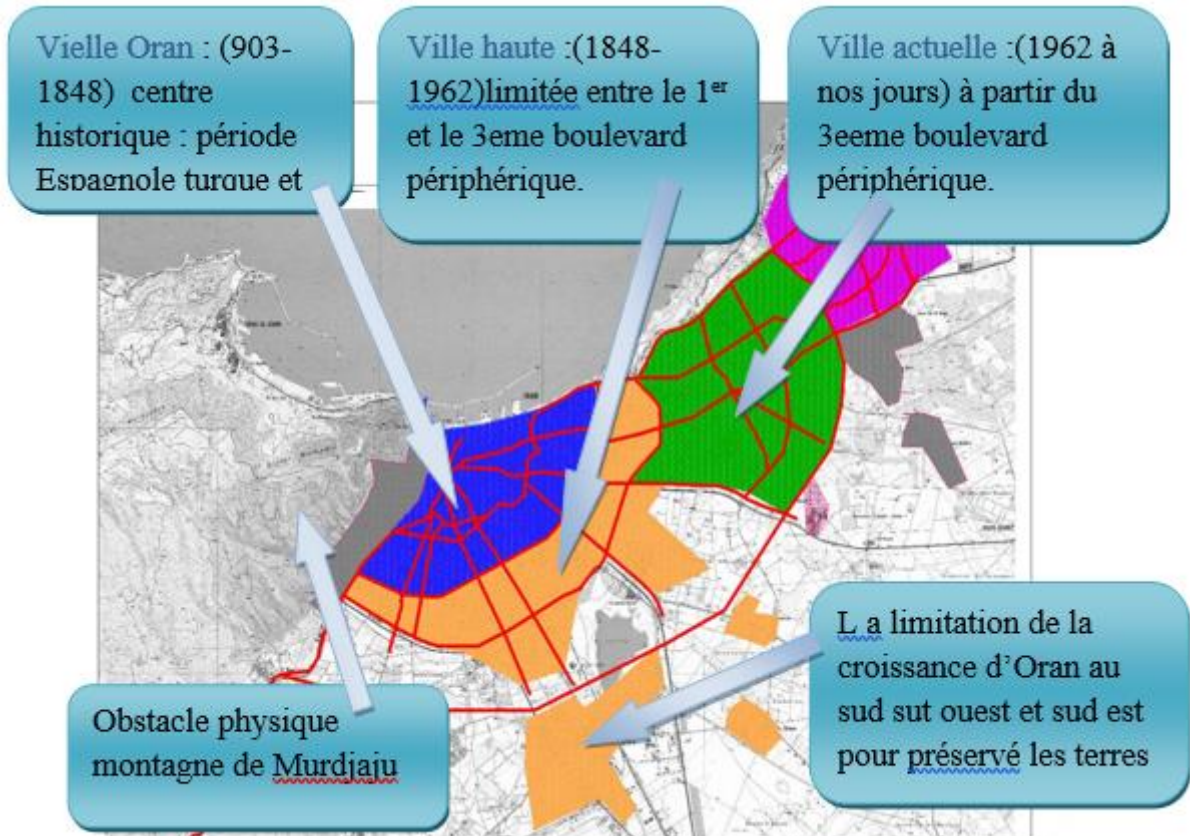 Vielle Oran : (903-
1848) centre
historique : période
Espagnole turque et
Ville haute :(1848-
1962)limitée entre le 1er
et le 3eme boulevard
périphérique.
Ville actuelle :(1962 à
nos jours) à partir du
3eeme boulevard
périphérique.
Obstacle physique
montagne de Murdjaju
L a limitation de la
croissance d’Oran au
sud sut ouest et sud est
pour préservé les terres